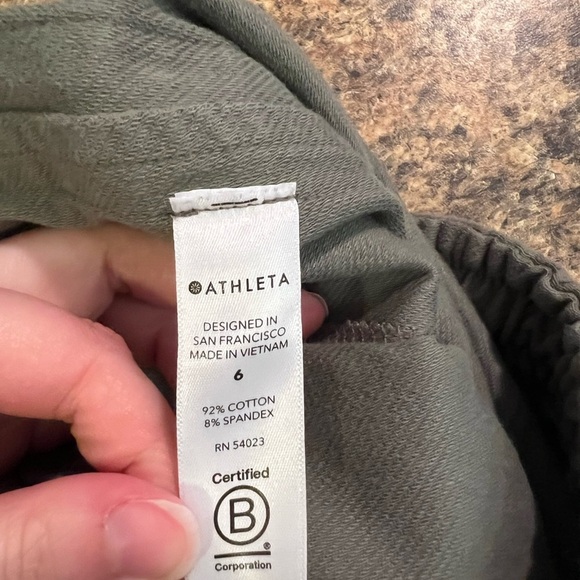 ATHLETA
DESIGNED IN
SAN FRANCISCO
MADE IN VIETNAM
6
92% COTTON
8% SPANDEX
RN 54023
Certified
B
®
Corporation